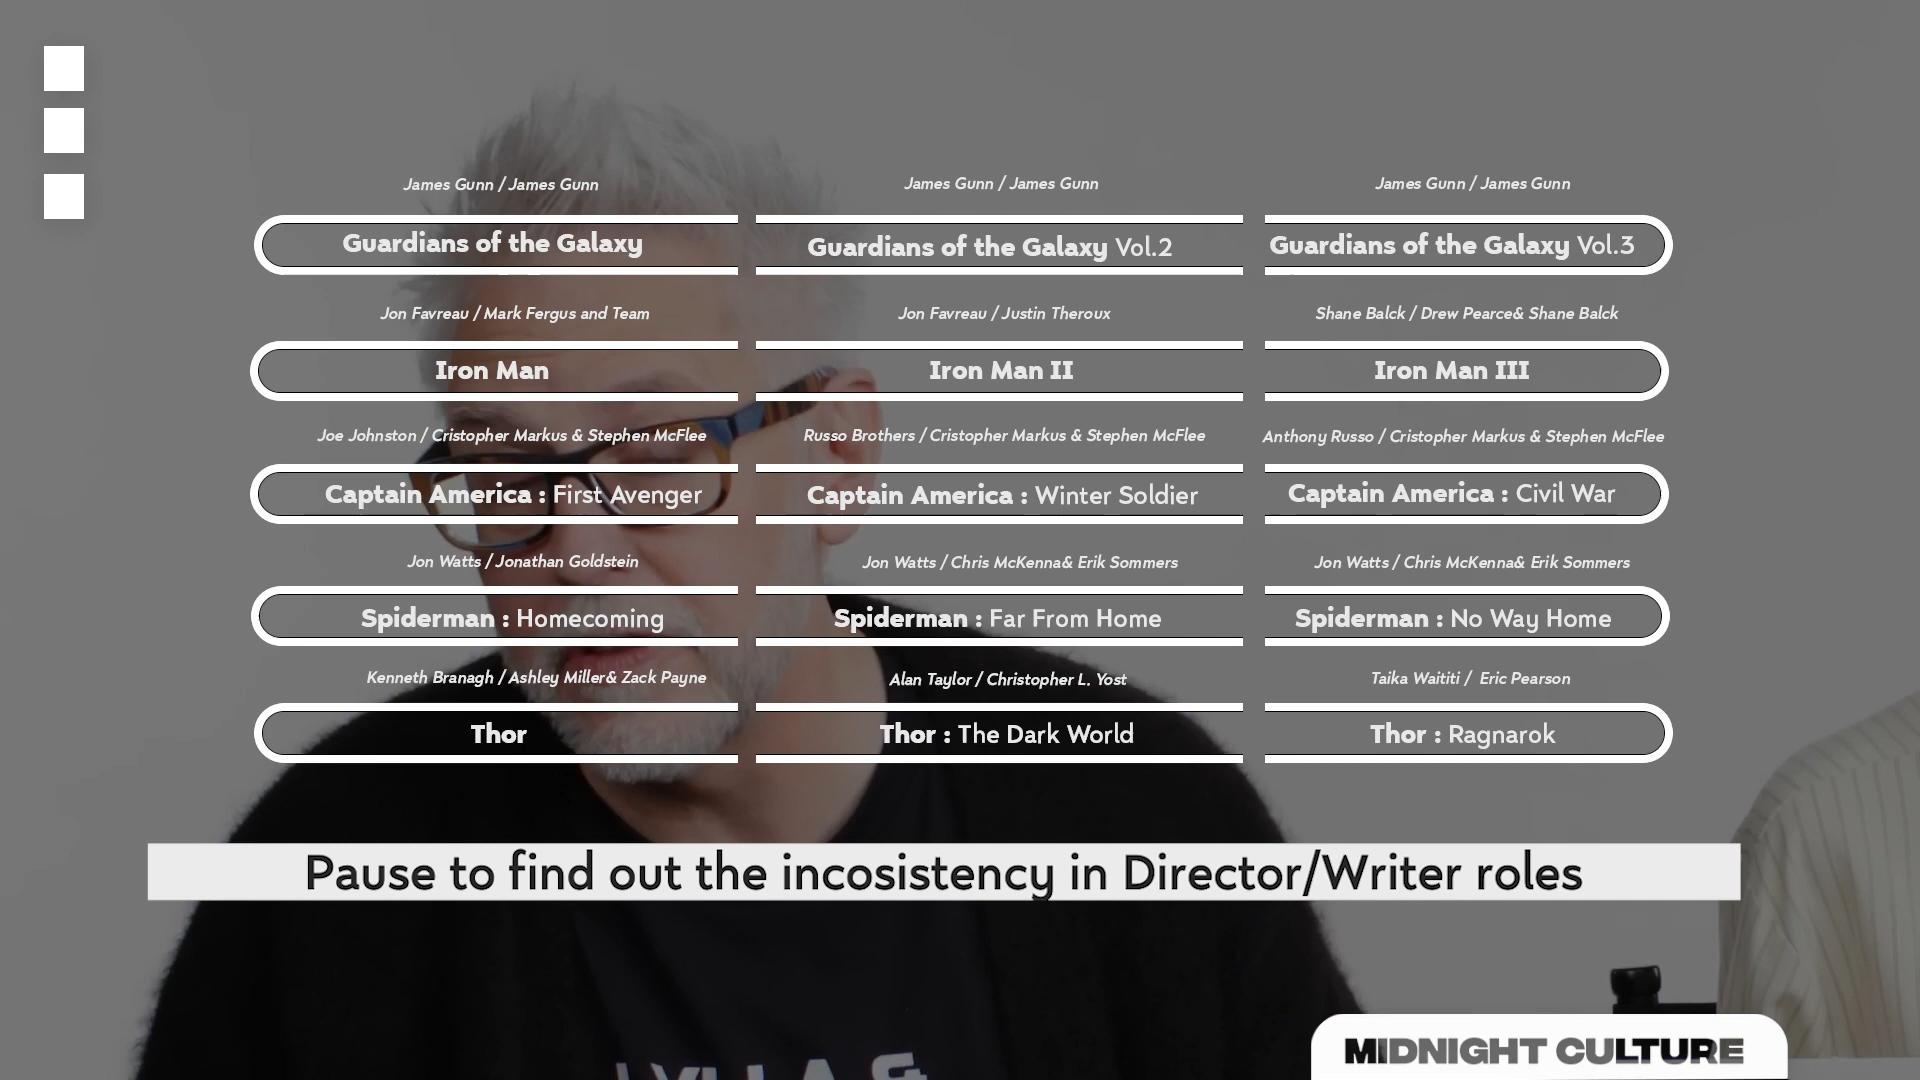 James Gunn / James Gunn
James Gunn / James Gunn
James Gunn / James Gunn
Guardians of the Galaxy
Guardians of the Galaxy Vol.2
Guardians of the Galaxy Vol.3
Jon Favreau / Mark Fergus and Team
Jon Favreau / Justin Theroux
Shane Balck / Drew Pearce& Shane Balck
Iron Man
Iron Man II
Iron Man III
Joe Johnston / Cristopher Markus & Stephen McFlee
Russo Brothers / Cristopher Markus & Stephen McFlee
Anthony Russo / Cristopher Markus & Stephen McFlee
Captain America : First Avenger
Captain America : Winter Soldier
Captain America : Civil War
Jon Watts / Jonathan Goldstein
Jon Watts / Chris McKenna& Erik Sommers
Jon Watts / Chris McKenna& Erik Sommers
Spiderman : Homecoming
Spiderman : Far From Home
Spiderman : No Way Home
Kenneth Branagh / Ashley Miller& Zack Payne
Alan Taylor / Christopher L. Yost
Taika Waititi / Eric Pearson
Thor
Thor : The Dark World
Thor : Ragnarok
Pause to find out the incosistency in Director/Writer roles
MIDNIGHT CULTURE